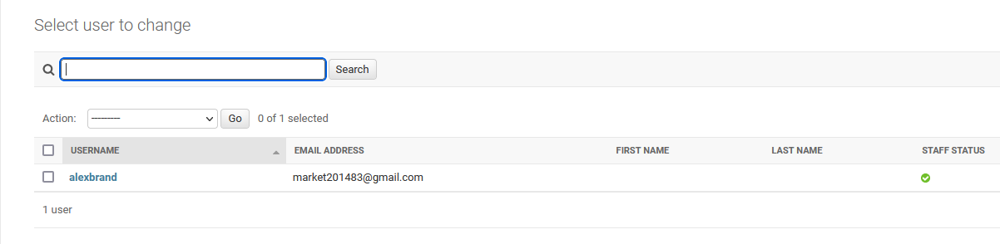 Select user to change
Search
Action: --------- Go 0 of 1 selected
USERNAME EMAIL ADDRESS FIRST NAME LAST NAME STAFF STATUS
alexbrand market201483@gmail.com
1 user